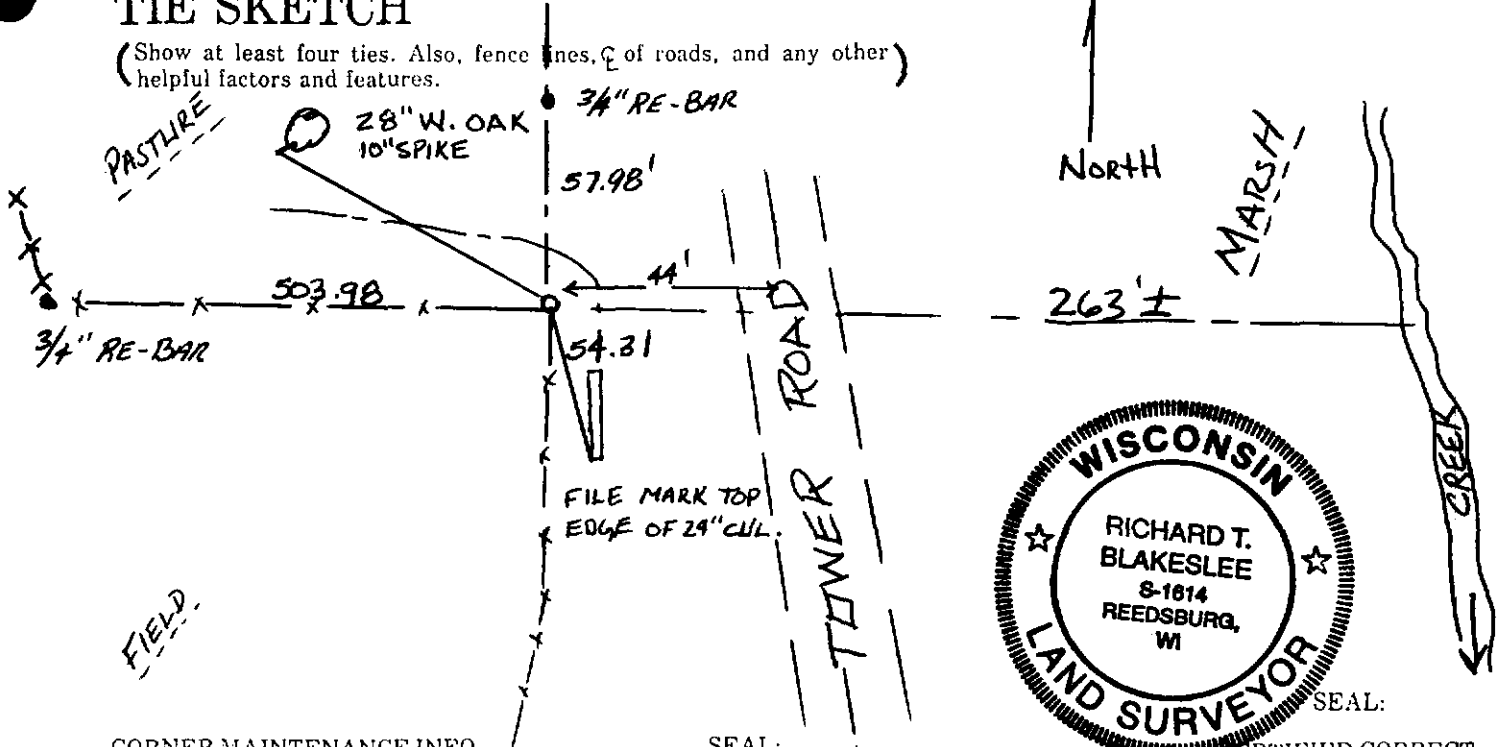 TIE SKETCH
(Show at least four ties. Also, fence lines, ℄ of roads, and any other
helpful factors and features.)
3/4" RE-BAR
28" W. OAK
10" SPIKE
PASTURE
57.98'
NORTH
MARSH
503.98
44'
263'±
3/4" RE-BAR
54.31
TOWER ROAD
CREEK
FILE MARK TOP
EDGE OF 24" CUL.
FIELD
WISCONSIN
RICHARD T.
BLAKESLEE
S-1614
REEDSBURG,
WI
LAND SURVEYOR
SEAL:
CORNER MAINTENANCE INFO
SEAL:
CORRECT